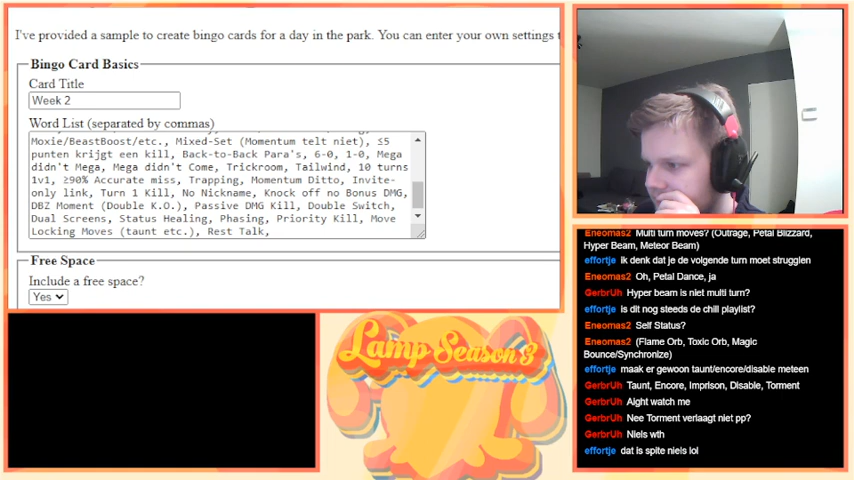 I've provided a sample to create bingo cards for a day in the park. You can enter your own settings t
Bingo Card Basics
Card Title
Week 2
Word List (separated by commas)
Moxie/BeastBoost/etc., Mixed-Set (Momentum telt niet), ≤5
punten krijgt een kill, Back-to-Back Para's, 6-0, 1-0, Mega
didn't Mega, Mega didn't Come, Trickroom, Tailwind, 10 turns
1v1, ≥90% Accurate miss, Trapping, Momentum Ditto, Invite-
only link, Turn 1 Kill, No Nickname, Knock off no Bonus DMG,
DBZ Moment (Double K.O.), Passive DMG Kill, Double Switch,
Dual Screens, Status Healing, Phasing, Priority Kill, Move
Locking Moves (taunt etc.), Rest Talk,
Free Space
Include a free space?
Yes
Lamp Season 3
Eneomas2 Multi turn moves? (Outrage, Petal Blizzard,
Hyper Beam, Meteor Beam)
effortje ik denk dat je de volgende turn moet strugglen
Eneomas2 Oh, Petal Dance, ja
GerbrUh Hyper beam is niet multi turn?
effortje is dit nog steeds de chill playlist?
Eneomas2 Self Status?
Eneomas2 (Flame Orb, Toxic Orb, Magic
Bounce/Synchronize)
effortje maak er gewoon taunt/encore/disable meteen
GerbrUh Taunt, Encore, Imprison, Disable, Torment
GerbrUh Aight watch me
GerbrUh Nee Torment verlaagt niet pp?
GerbrUh Niels wth
effortje dat is spite niels lol